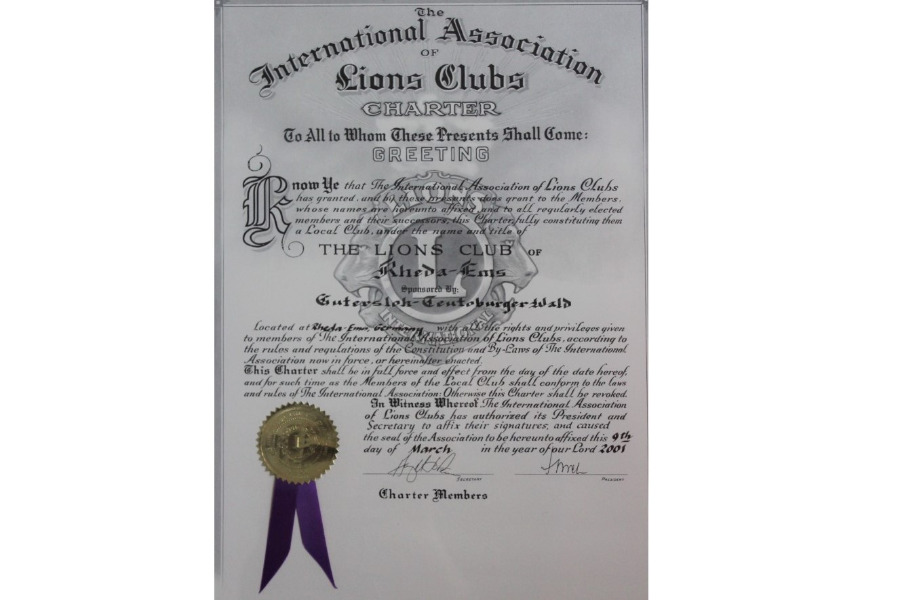 The
International Association
OF
Lions Clubs
CHARTER
To All to Whom These Presents Shall Come:
GREETING
Know Ye that The International Association of Lions Clubs
has granted, and by these presents does grant to the Members,
whose names are hereunto affixed and to all regularly elected
members and their successors, this Charter, fully constituting them
a Local Club, under the name and title of
THE LIONS CLUB OF
Rheda-Ems
Sponsored By:
Gutersloh-Teutoburger-Wald
Located at Rheda-Ems, Germany with all the rights and privileges given
to members of The International Association of Lions Clubs, according to
the rules and regulations of the Constitution and By-Laws of The International
Association now in force, or hereinafter enacted.
This Charter shall be in full force and effect from the day of the date hereof,
and for such time as the Members of the Local Club shall conform to the laws
and rules of The International Association: Otherwise this Charter shall be revoked.
In Witness Whereof, The International Association
of Lions Clubs has authorized its President and
Secretary to affix their signatures, and caused
the seal of the Association to be hereunto affixed this 9th
day of March in the year of our Lord 2001
SECRETARY PRESIDENT
Charter Members
LIONS
L
INTERNATIONAL